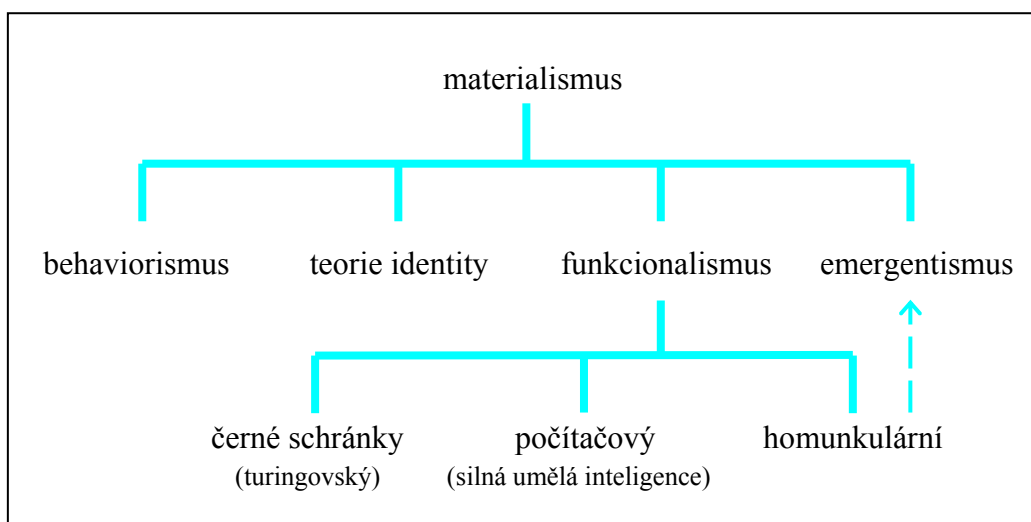 materialismus
behaviorismus teorie identity funkcionalismus emergentismus
černé schránky počítačový homunkulární
(turingovský) (silná umělá inteligence)